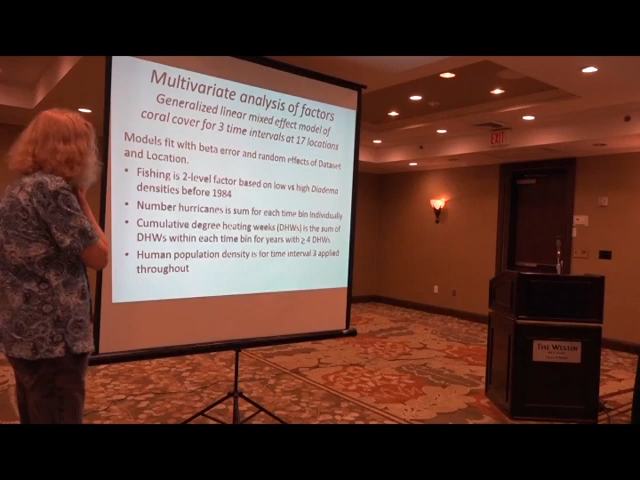 Multivariate analysis of factors
Generalized linear mixed effect model of
coral cover for 3 time intervals at 17 locations
Models fit with beta error and random effects of Dataset
and Location.
• Fishing is 2-level factor based on low vs high Diadema
densities before 1984
• Number hurricanes is sum for each time bin individually
• Cumulative degree heating weeks (DHWs) is the sum of
DHWs within each time bin for years with ≥ 4 DHWs
• Human population density is for time interval 3 applied
throughout
EXIT
THE WESTIN